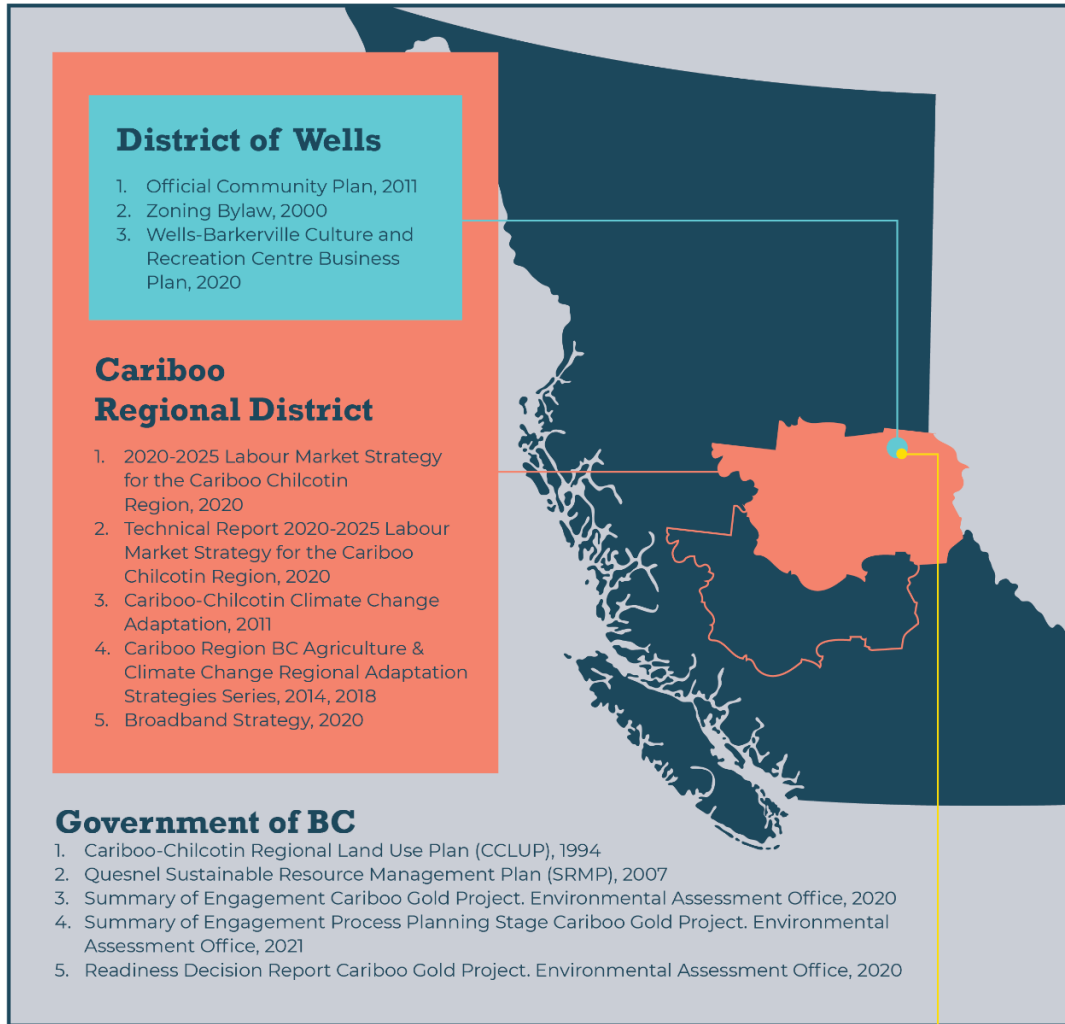 District of Wells
1. Official Community Plan, 2011
2. Zoning Bylaw, 2000
3. Wells-Barkerville Culture and
Recreation Centre Business
Plan, 2020
Cariboo
Regional District
1. 2020-2025 Labour Market Strategy
for the Cariboo Chilcotin
Region, 2020
2. Technical Report 2020-2025 Labour
Market Strategy for the Cariboo
Chilcotin Region, 2020
3. Cariboo-Chilcotin Climate Change
Adaptation, 2011
4. Cariboo Region BC Agriculture &
Climate Change Regional Adaptation
Strategies Series, 2014, 2018
5. Broadband Strategy, 2020
Government of BC
1. Cariboo-Chilcotin Regional Land Use Plan (CCLUP), 1994
2. Quesnel Sustainable Resource Management Plan (SRMP), 2007
3. Summary of Engagement Cariboo Gold Project. Environmental Assessment Office, 2020
4. Summary of Engagement Process Planning Stage Cariboo Gold Project. Environmental
Assessment Office, 2021
5. Readiness Decision Report Cariboo Gold Project. Environmental Assessment Office, 2020